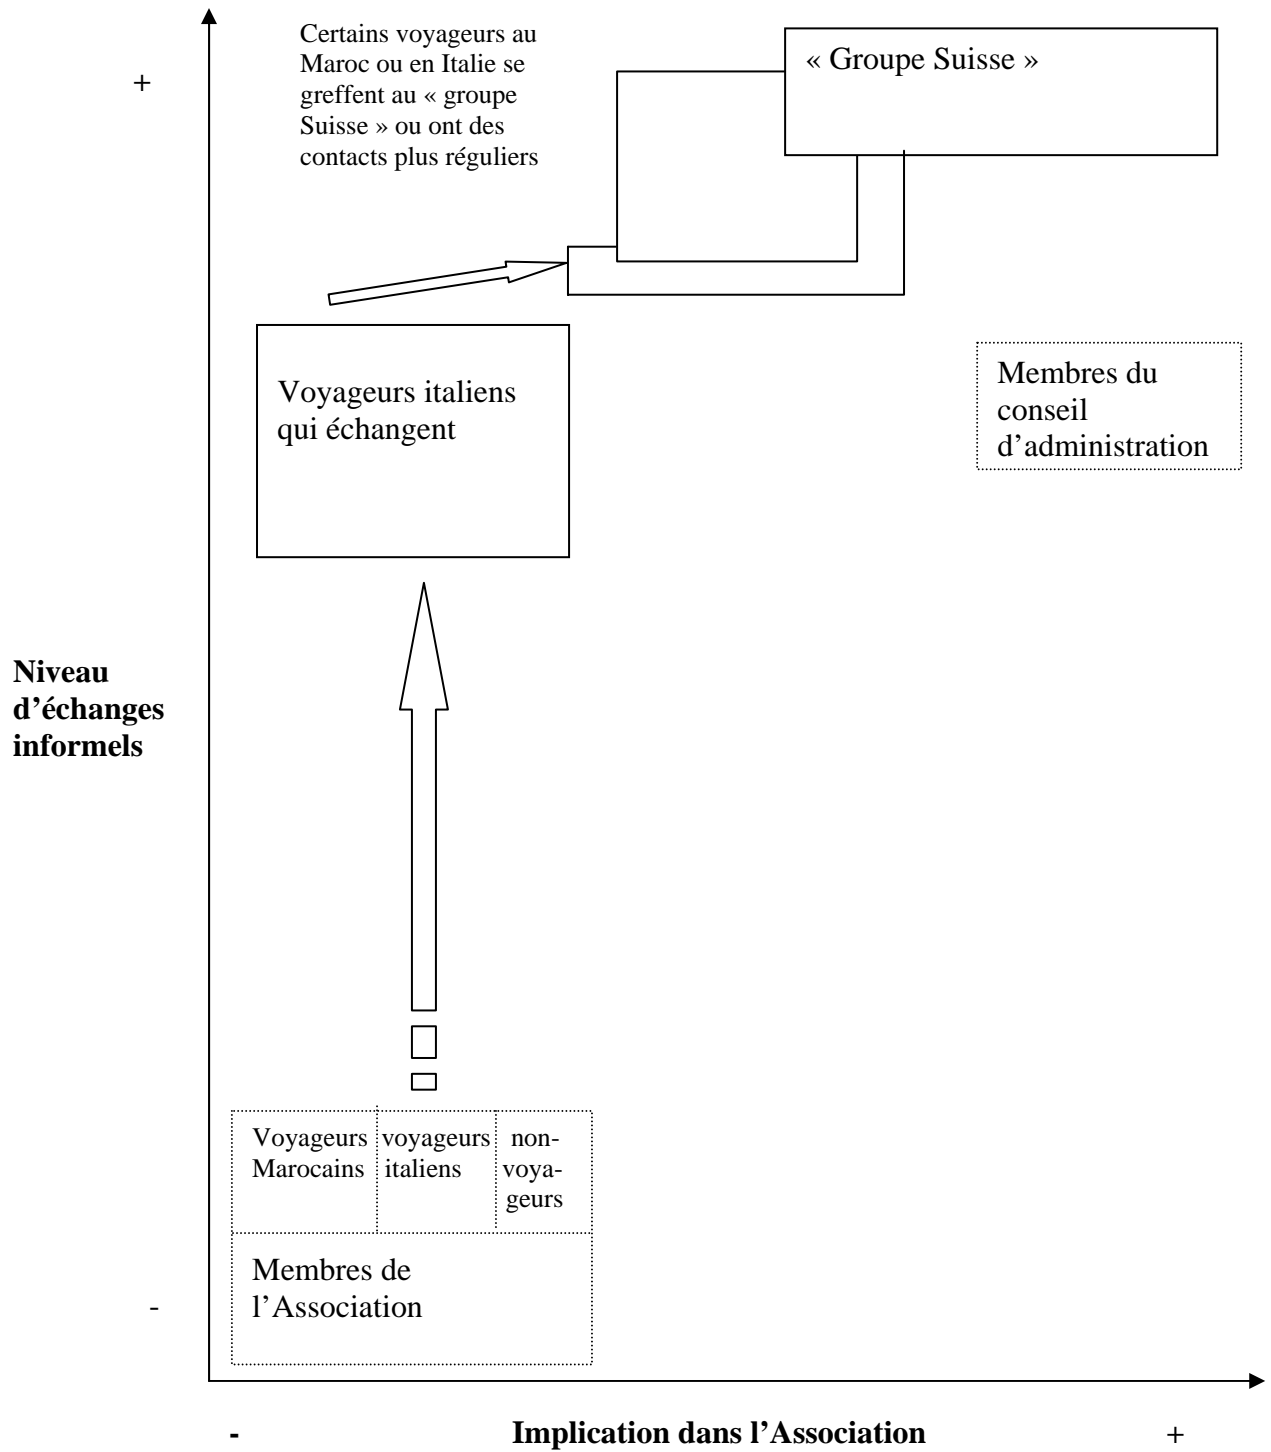 Certains voyageurs au
Maroc ou en Italie se
greffent au « groupe
Suisse » ou ont des
contacts plus réguliers
« Groupe Suisse »
+
Voyageurs italiens
qui échangent
Membres du
conseil
d’administration
Niveau
d’échanges
informels
Voyageurs
Marocains
voyageurs
italiens
non-
voya-
geurs
Membres de
l’Association
-
-
Implication dans l’Association
+